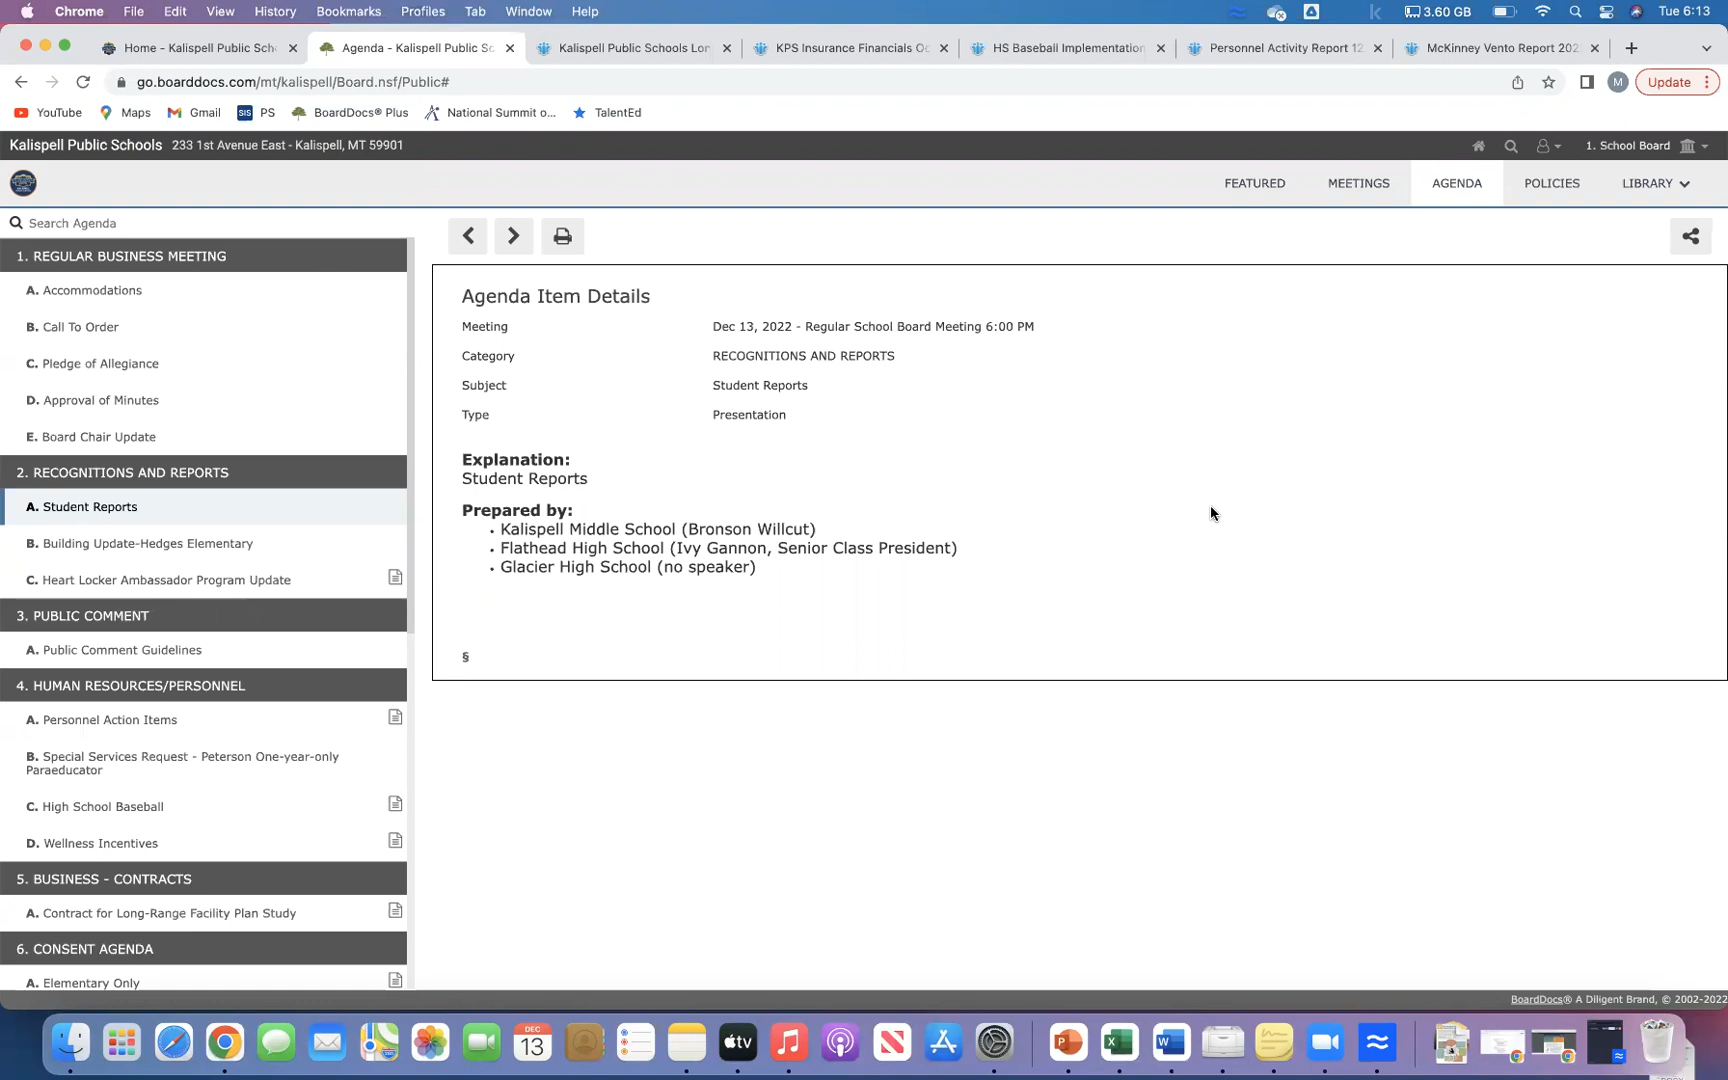 Chrome File Edit View History Bookmarks Profiles Tab Window Help 3.60 GB Tue 6:13
Home - Kalispell Public Sch Agenda - Kalispell Public Sc Kalispell Public Schools Lon KPS Insurance Financials Oc HS Baseball Implementation Personnel Activity Report 12. McKinney Vento Report 202
go.boarddocs.com/mt/kalispell/Board.nsf/Public# M Update
YouTube Maps Gmail SIS PS BoardDocs® Plus National Summit o... TalentEd
Kalispell Public Schools 233 1st Avenue East - Kalispell, MT 59901 1. School Board
FEATURED MEETINGS AGENDA POLICIES LIBRARY
Search Agenda
1. REGULAR BUSINESS MEETING
A. Accommodations
B. Call To Order
C. Pledge of Allegiance
D. Approval of Minutes
E. Board Chair Update
2. RECOGNITIONS AND REPORTS
A. Student Reports
B. Building Update-Hedges Elementary
C. Heart Locker Ambassador Program Update
3. PUBLIC COMMENT
A. Public Comment Guidelines
4. HUMAN RESOURCES/PERSONNEL
A. Personnel Action Items
B. Special Services Request - Peterson One-year-only
Paraeducator
C. High School Baseball
D. Wellness Incentives
5. BUSINESS - CONTRACTS
A. Contract for Long-Range Facility Plan Study
6. CONSENT AGENDA
A. Elementary Only
Agenda Item Details
Meeting Dec 13, 2022 - Regular School Board Meeting 6:00 PM
Category RECOGNITIONS AND REPORTS
Subject Student Reports
Type Presentation
Explanation:
Student Reports
Prepared by:
• Kalispell Middle School (Bronson Willcut)
• Flathead High School (Ivy Gannon, Senior Class President)
• Glacier High School (no speaker)
§
BoardDocs® A Diligent Brand, © 2002-2022
DEC
13
tv